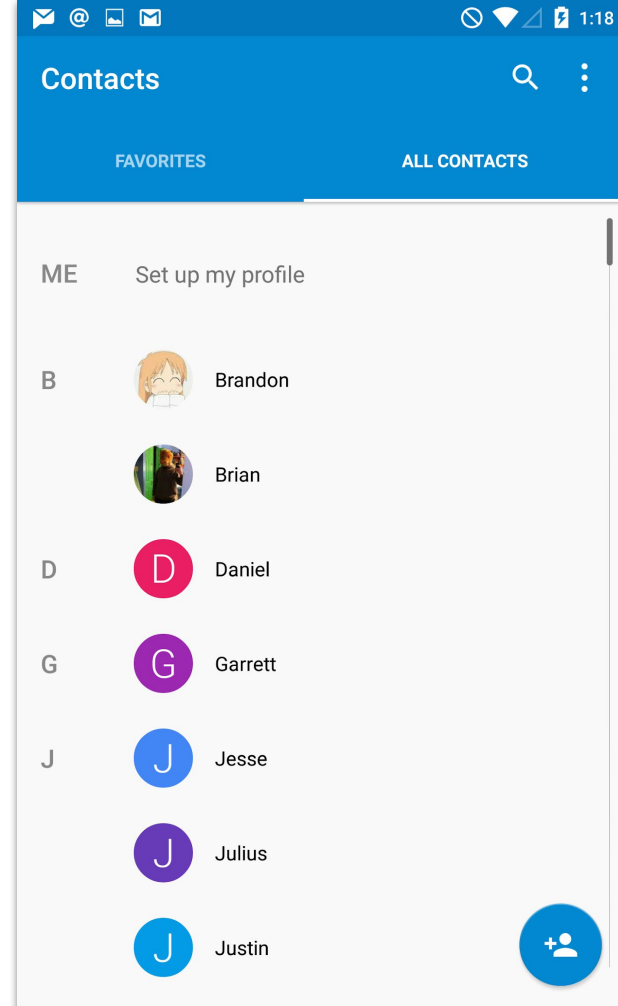 1:18
Contacts
FAVORITES ALL CONTACTS
ME Set up my profile
B Brandon
Brian
D D Daniel
G G Garrett
J J Jesse
J Julius
J Justin